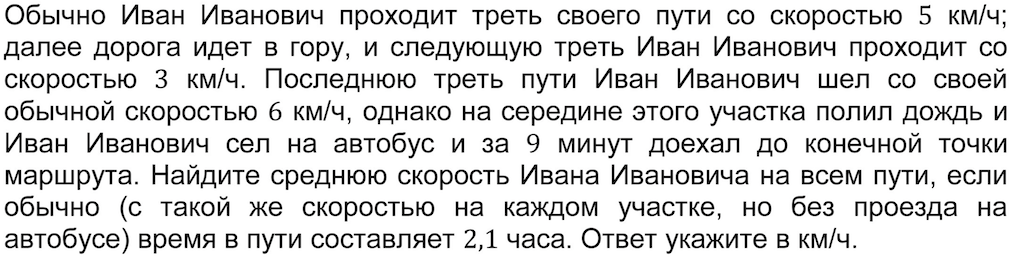 Обычно Иван Иванович проходит треть своего пути со скоростью 5 км/ч;
далее дорога идет в гору, и следующую треть Иван Иванович проходит со
скоростью 3 км/ч. Последнюю треть пути Иван Иванович шел со своей
обычной скоростью 6 км/ч, однако на середине этого участка полил дождь и
Иван Иванович сел на автобус и за 9 минут доехал до конечной точки
маршрута. Найдите среднюю скорость Ивана Ивановича на всем пути, если
обычно (с такой же скоростью на каждом участке, но без проезда на
автобусе) время в пути составляет 2,1 часа. Ответ укажите в км/ч.